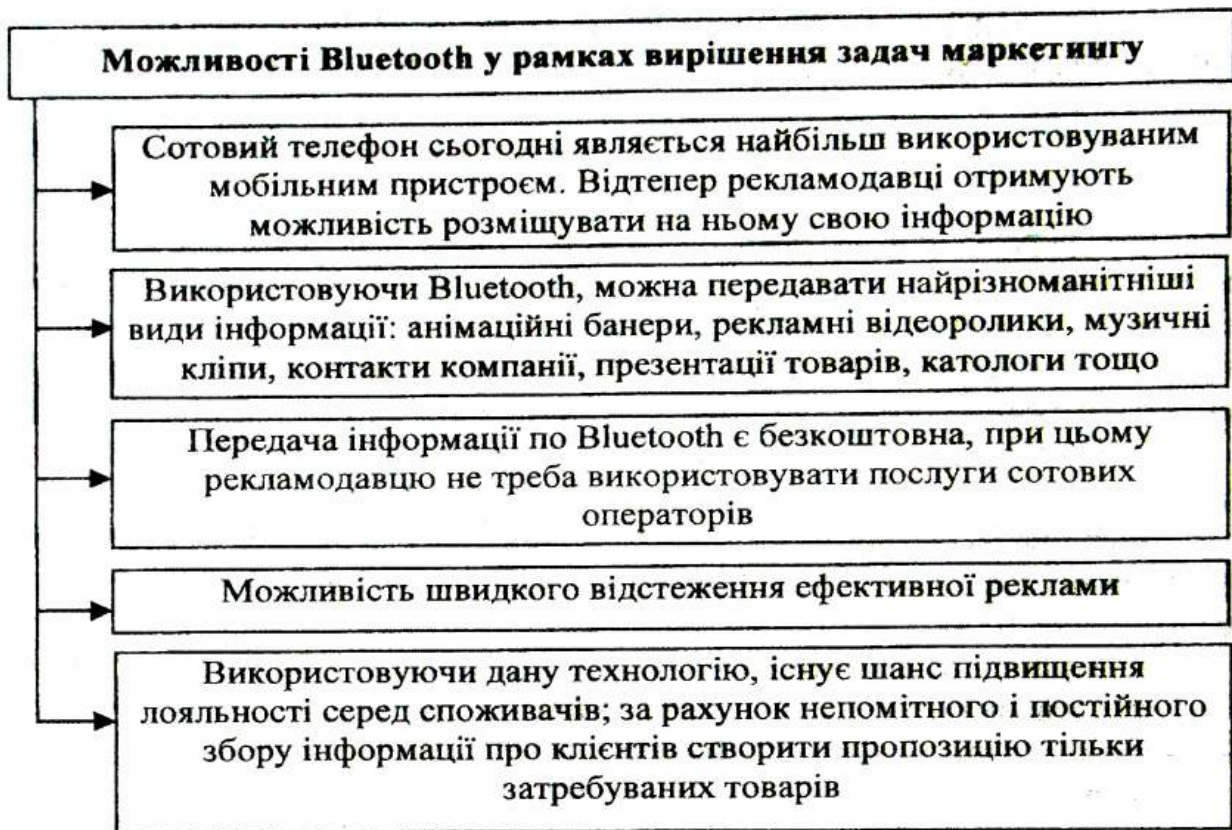 Можливості Bluetooth у рамках вирішення задач маркетингу
Сотовий телефон сьогодні являється найбільш використовуваним
мобільним пристроєм. Відтепер рекламодавці отримують
можливість розміщувати на ньому свою інформацію
Використовуючи Bluetooth, можна передавати найрізноманітніші
види інформації: анімаційні банери, рекламні відеоролики, музичні
кліпи, контакти компанії, презентації товарів, катологи тощо
Передача інформації по Bluetooth є безкоштовна, при цьому
рекламодавцю не треба використовувати послуги сотових
операторів
Можливість швидкого відстеження ефективної реклами
Використовуючи дану технологію, існує шанс підвищення
лояльності серед споживачів; за рахунок непомітного і постійного
збору інформації про клієнтів створити пропозицію тільки
затребуваних товарів